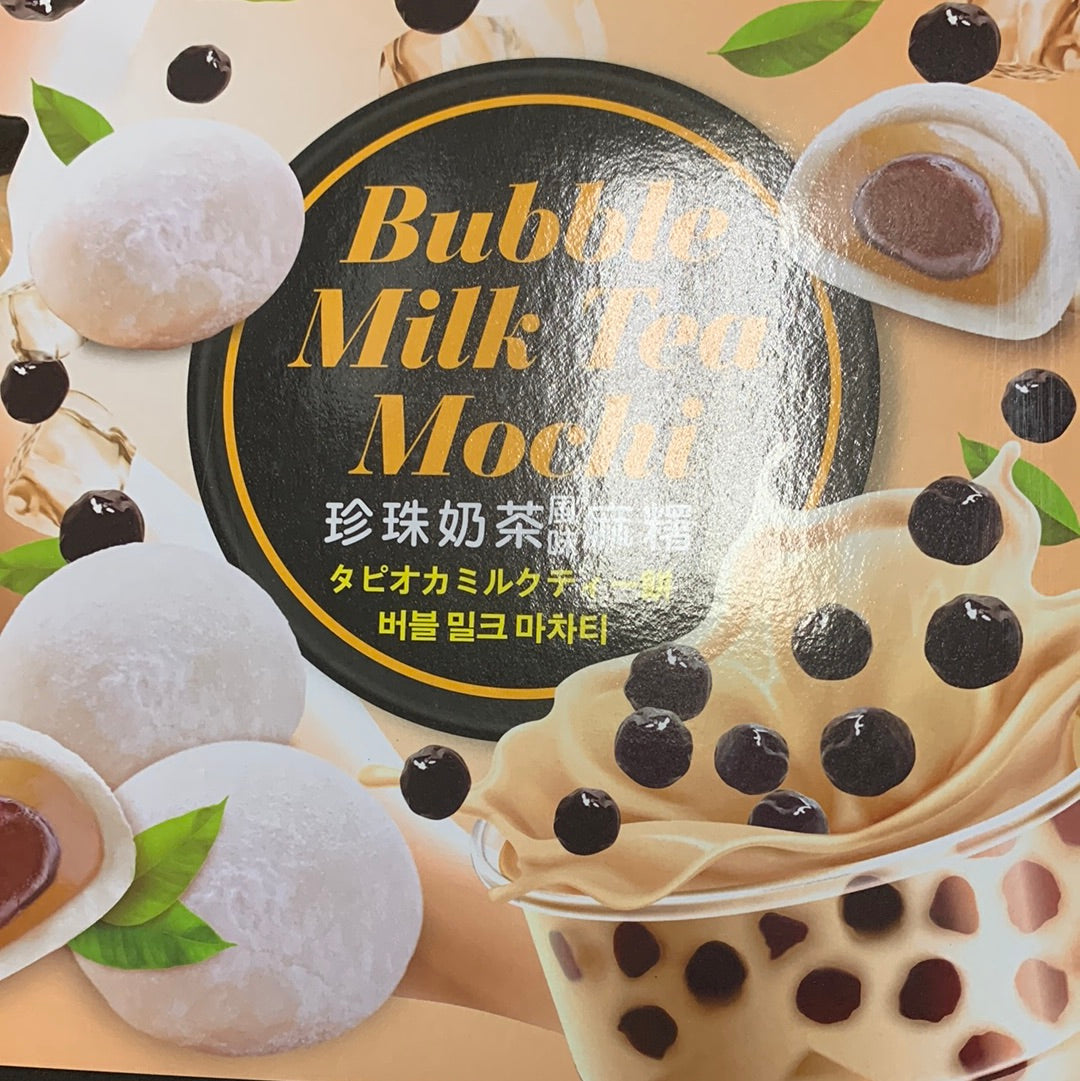 Bubble
Milk Tea
Mochi
珍珠奶茶風味麻糬
タピオカミルクティー餅
버블 밀크 마차티